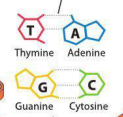 T A
Thymine Adenine
G C
Guanine Cytosine